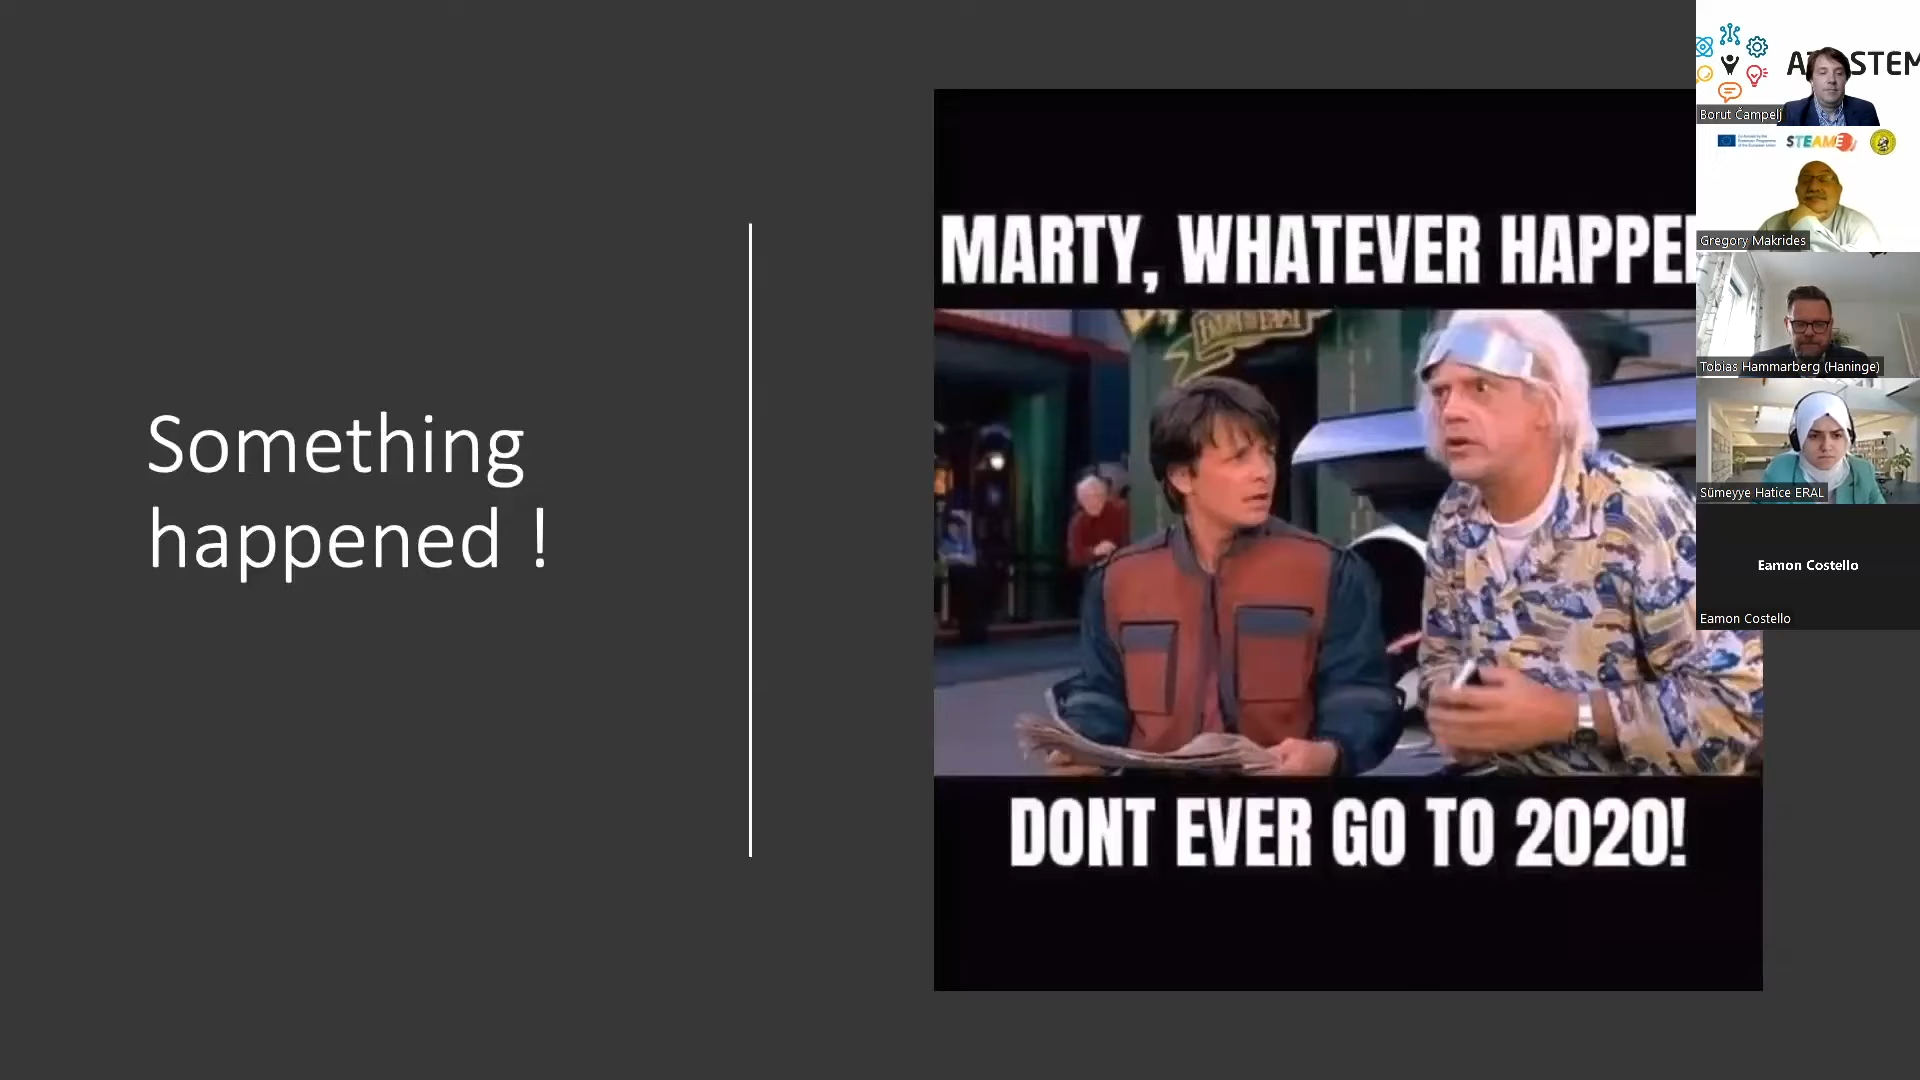 Something
happened !
MARTY, WHATEVER HAPPE
DONT EVER GO TO 2020!
STEM
Borut Čampelj
STEAME
Gregory Makrides
Tobias Hammarberg (Haninge)
Sümeyye Hatice ERAL
Eamon Costello
Eamon Costello